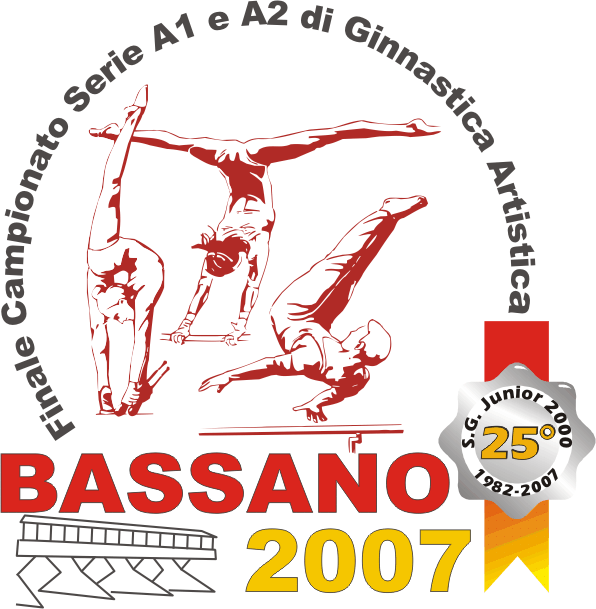 Finale Campionato Serie A1 e A2 di Ginnastica Artistica
S.G. Junior 2000
25°
1982-2007
BASSANO
2007